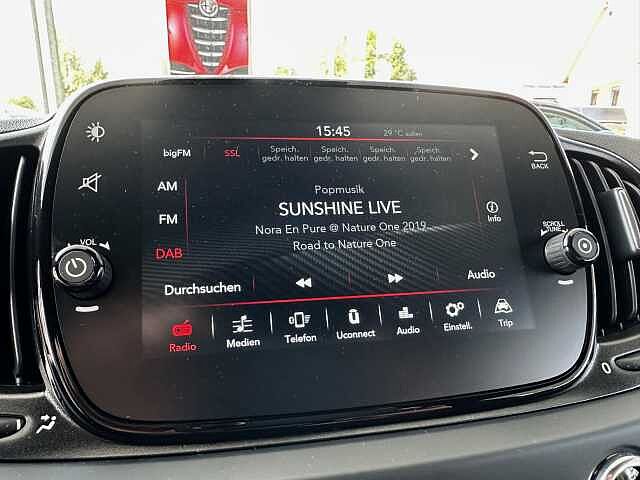 15:45 29 °C außen
bigFM SSL Speich. gedr. halten Speich. gedr. halten Speich. gedr. halten Speich. gedr. halten
BACK
AM
FM
DAB
Popmusik
SUNSHINE LIVE
Nora En Pure @ Nature One 2019
Road to Nature One
Info
VOL
SCROLL
TUNE
Durchsuchen
Audio
Radio
Medien
Telefon
Uconnect
Audio
Einstell.
Trip
0